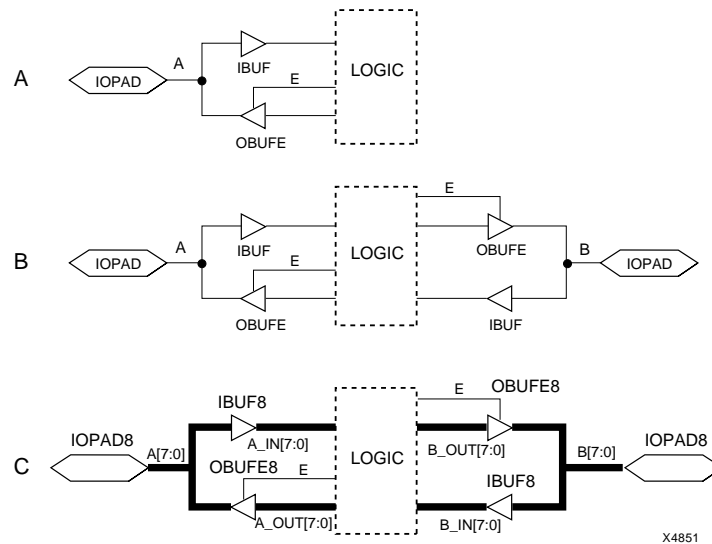 A
IOPAD
A
IBUF
E
OBUFE
LOGIC
B
IOPAD
A
IBUF
E
OBUFE
LOGIC
E
OBUFE
IBUF
B
IOPAD
C
IOPAD8
A[7:0]
IBUF8
A_IN[7:0]
OBUFE8
E
A_OUT[7:0]
LOGIC
E
OBUFE8
B_OUT[7:0]
IBUF8
B_IN[7:0]
B[7:0]
IOPAD8
X4851